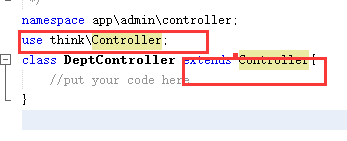 */
namespace app\admin\controller;
use think\Controller;
class DeptController extends Controller{
//put your code here
}